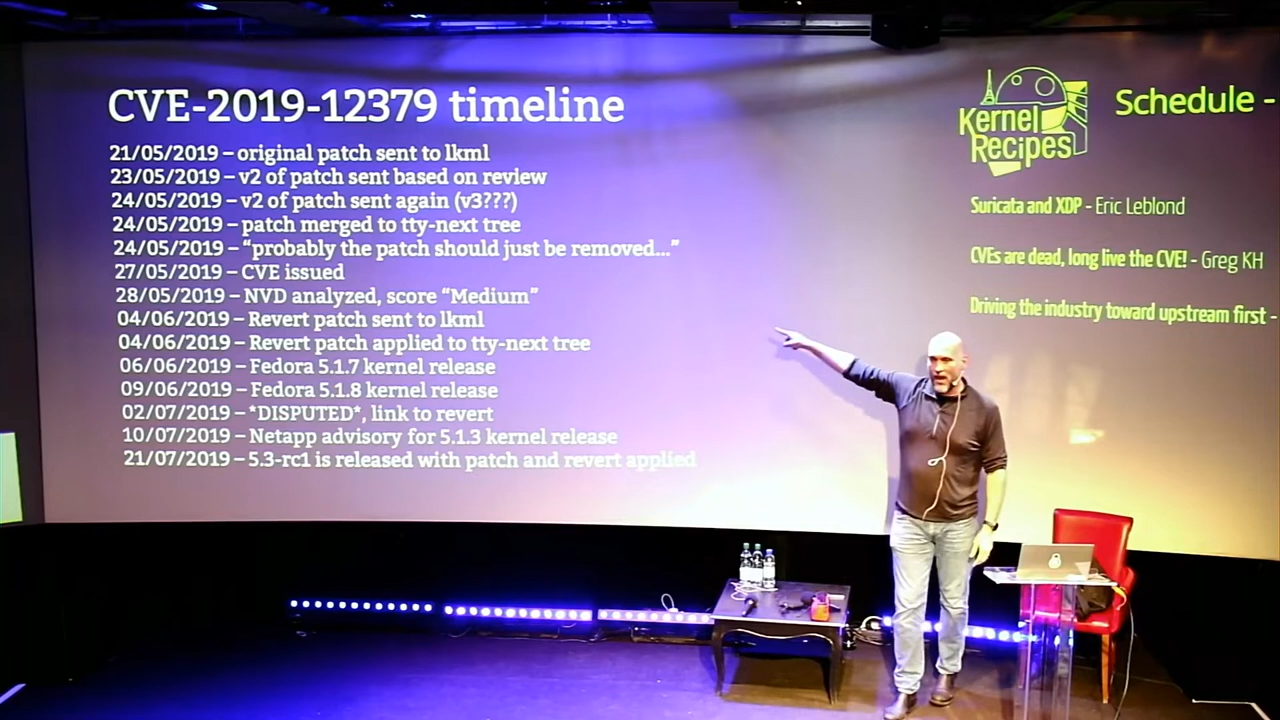 CVE-2019-12379 timeline
21/05/2019 – original patch sent to lkml
23/05/2019 – v2 of patch sent based on review
24/05/2019 – v2 of patch sent again (v3???)
24/05/2019 – patch merged to tty-next tree
24/05/2019 – “probably the patch should just be removed...”
27/05/2019 – CVE issued
28/05/2019 – NVD analyzed, score “Medium”
04/06/2019 – Revert patch sent to lkml
04/06/2019 – Revert patch applied to tty-next tree
06/06/2019 – Fedora 5.1.7 kernel release
09/06/2019 – Fedora 5.1.8 kernel release
02/07/2019 – *DISPUTED*, link to revert
10/07/2019 – Netapp advisory for 5.1.3 kernel release
21/07/2019 – 5.3-rc1 is released with patch and revert applied
Kernel
Recipes
Schedule -
Suricata and XDP - Eric Leblond
CVEs are dead, long live the CVE! - Greg KH
Driving the industry toward upstream first -